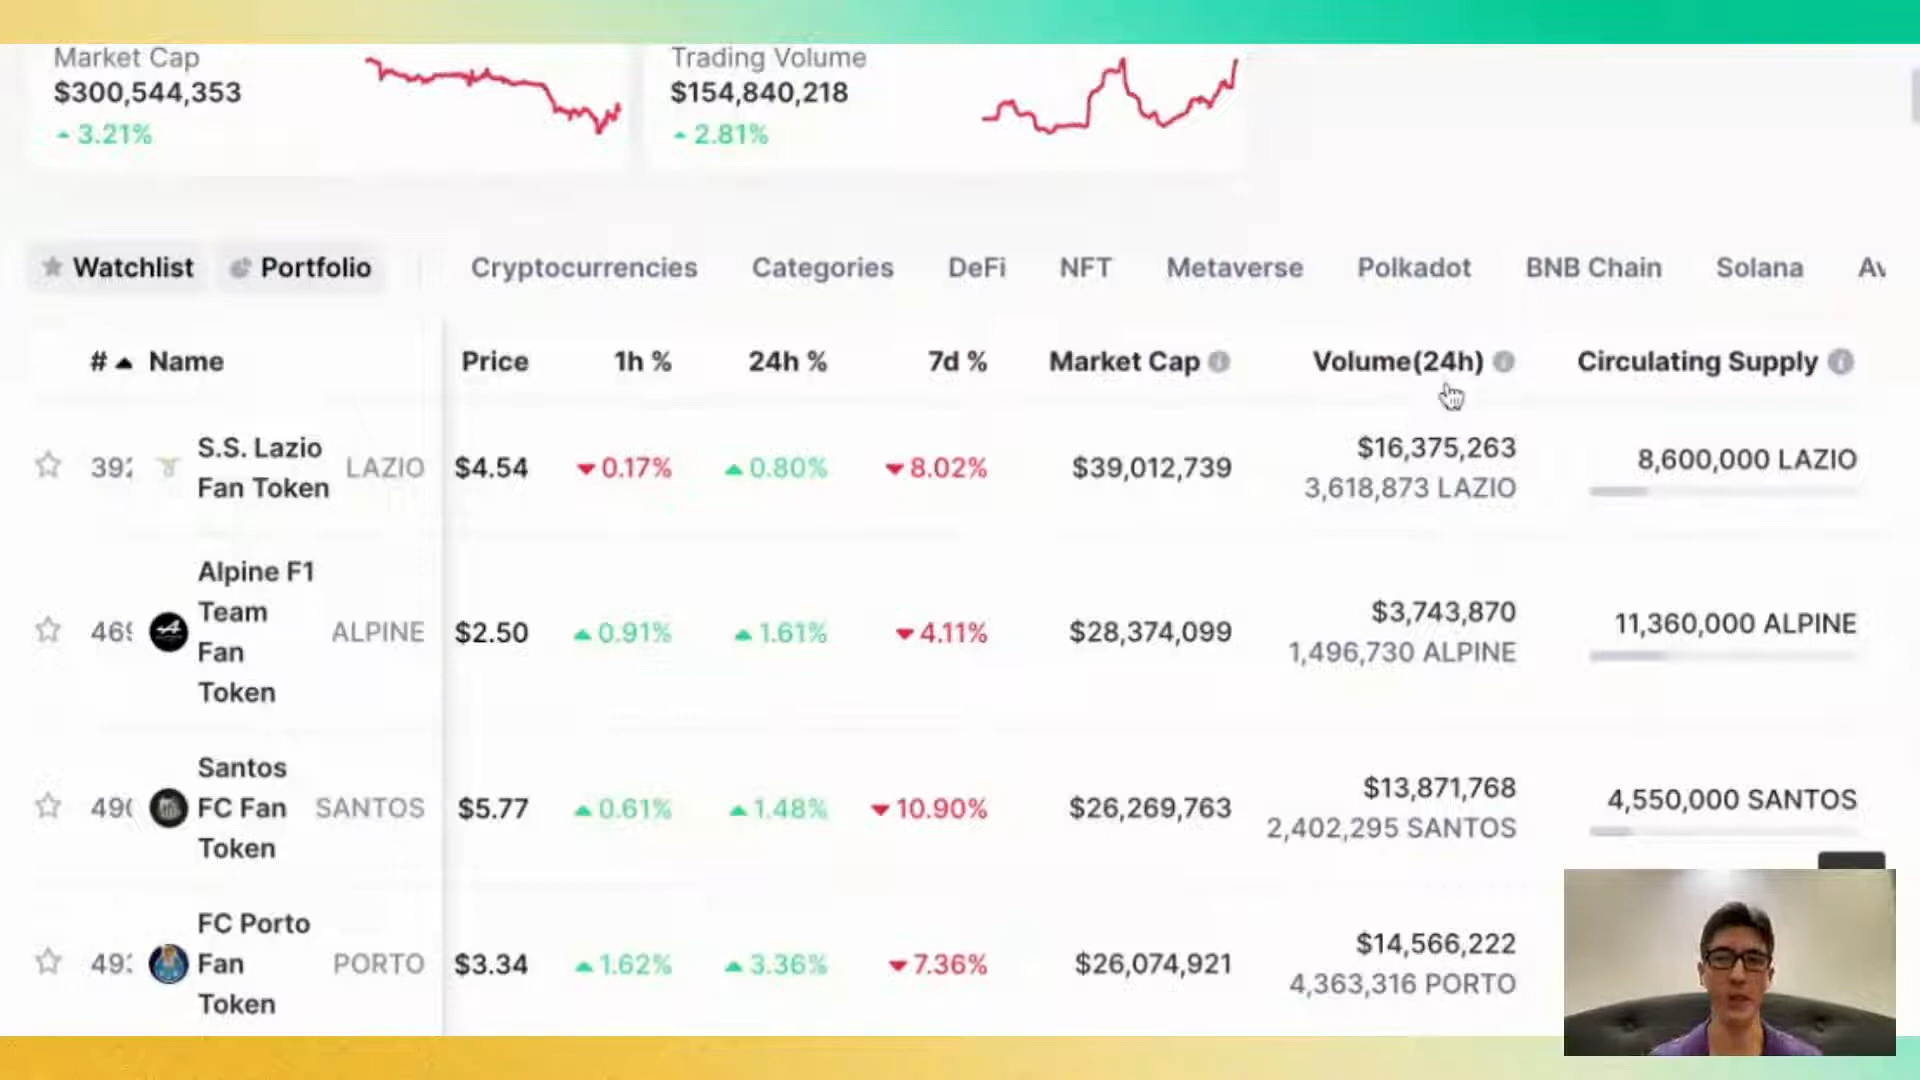 Market Cap
$300,544,353
3.21%
Trading Volume
$154,840,218
2.81%
Watchlist Portfolio Cryptocurrencies Categories DeFi NFT Metaverse Polkadot BNB Chain Solana
# Name Price 1h % 24h % 7d % Market Cap Volume(24h) Circulating Supply
S.S. Lazio
Fan Token
LAZIO $4.54 0.17% 0.80% 8.02% $39,012,739
$16,375,263
3,618,873 LAZIO
8,600,000 LAZIO
Alpine F1
Team
Fan
Token
ALPINE $2.50 0.91% 1.61% 4.11% $28,374,099
$3,743,870
1,496,730 ALPINE
11,360,000 ALPINE
Santos
FC Fan
Token
SANTOS $5.77 0.61% 1.48% 10.90% $26,269,763
$13,871,768
2,402,295 SANTOS
4,550,000 SANTOS
FC Porto
Fan
Token
PORTO $3.34 1.62% 3.36% 7.36% $26,074,921
$14,566,222
4,363,316 PORTO